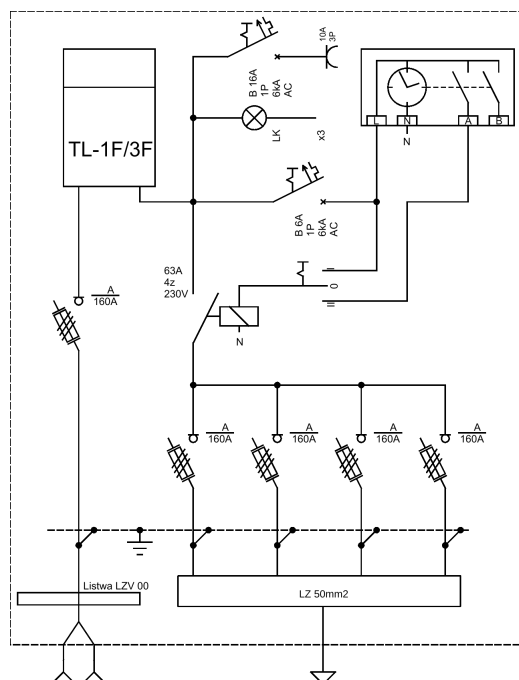 10A
3P
B 16A
1P
6kA
AC
TL-1F/3F
LK
x3
L
N
A
B
N
B 6A
1P
6kA
AC
63A
4z
230V
I
0
II
N
A
160A
A
160A
A
160A
A
160A
A
160A
Listwa LZV 00
LZ 50mm2